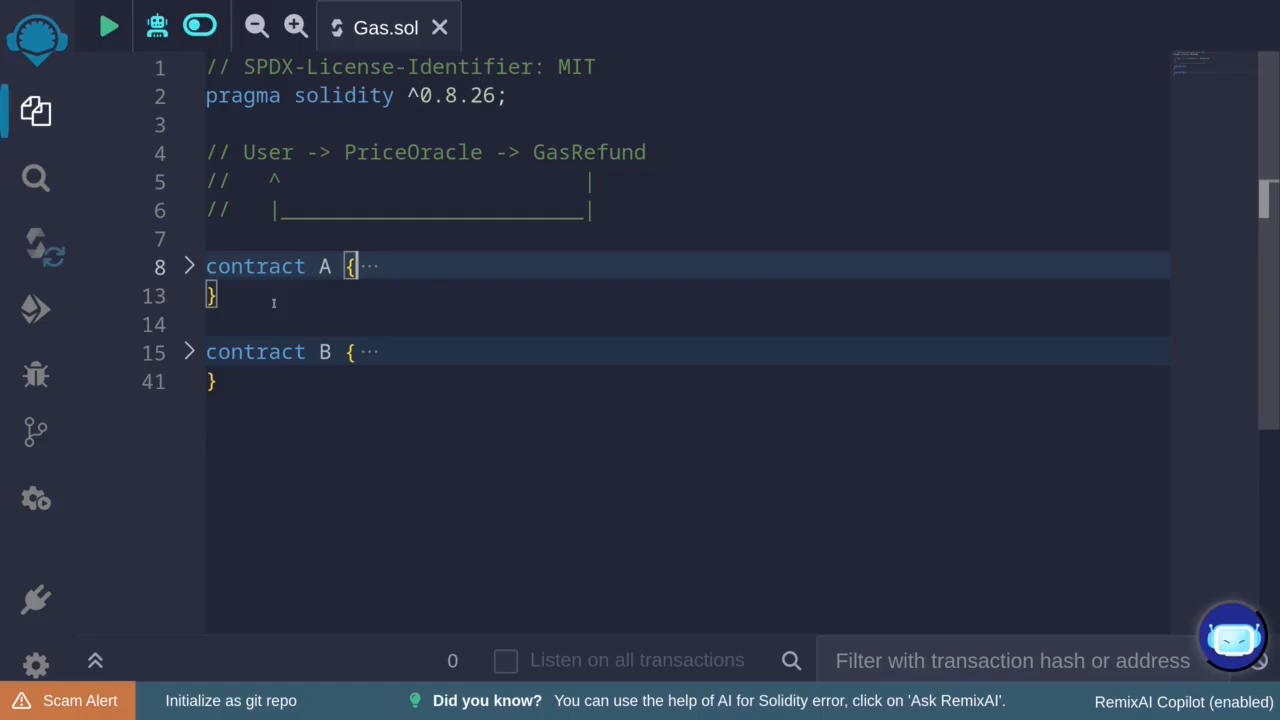 Gas.sol
1 // SPDX-License-Identifier: MIT
2 pragma solidity ^0.8.26;
3
4 // User -> PriceOracle -> GasRefund
5 // ^ |
6 // |________________________|
7
8 contract A {···
13 }
14
15 contract B {···
41 }
0 Listen on all transactions Filter with transaction hash or address
Scam Alert Initialize as git repo Did you know? You can use the help of AI for Solidity error, click on 'Ask RemixAI'. RemixAI Copilot (enabled)